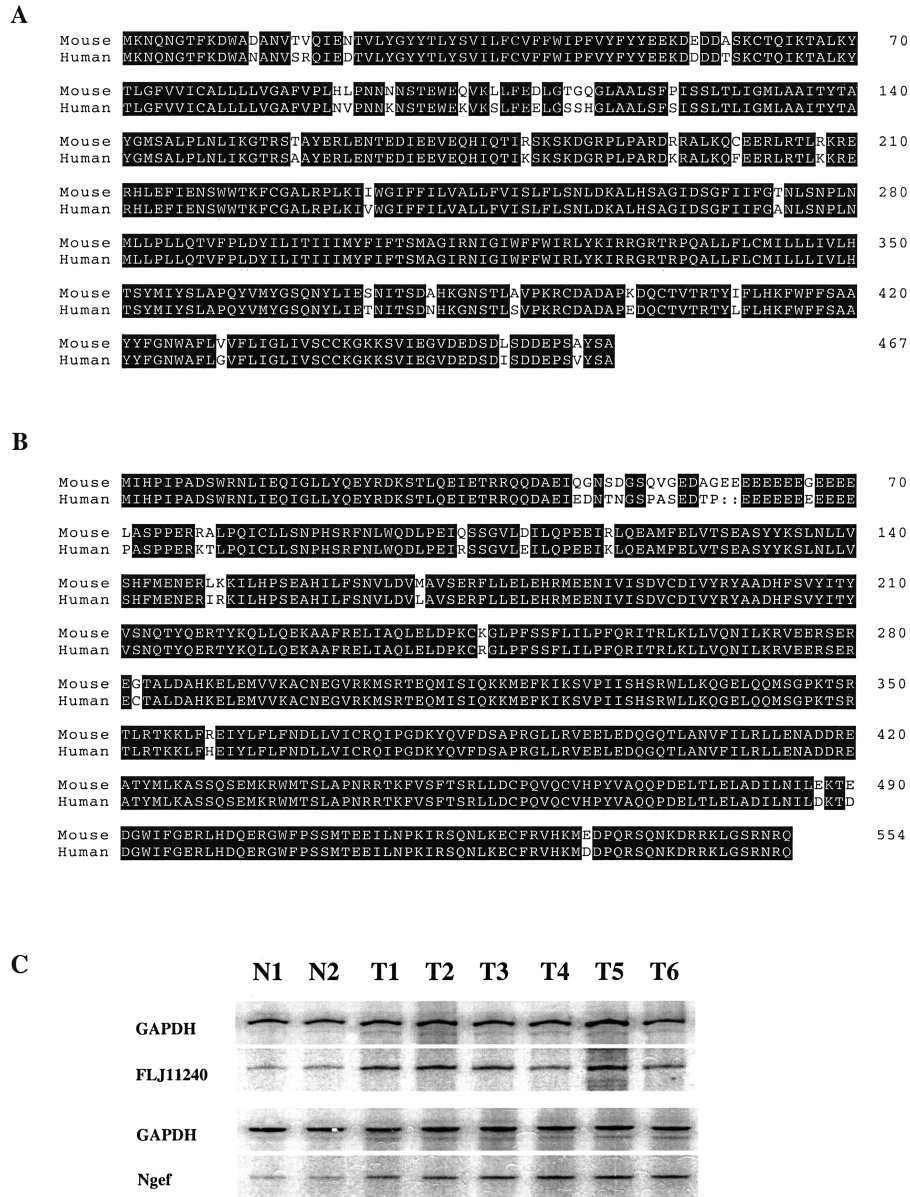 A
Mouse MKNQNGTFKDWADANVTVQIENTVLYGYYTLYSVILFCVFFWIPFVYFYYEEKDEDDASKCTQIKTALKY 70
Human MKNQNGTFKDWANANVSRQIEDTVLYGYYTLYSVILFCVFFWIPFVYFYYEEKDDDDTSKCTQIKTALKY
Mouse TLGFVVICALLLLVGAFVPLHLPNNNNSTEWEQVKLLFEDLGTGQGLAALSFPISSLTLIGMLAAITYTA 140
Human TLGFVVICALLLLVGAFVPLNVPNNKNSTEWEKVKSLFEELGSSHGLAALSFSISSLTLIGMLAAITYTA
Mouse YGMSALPLNLIKGTRSTAYERLENTEDIEEVEQHIQTIRSKSKDGRPLPARDRRALKQCEERLRTLRKRE 210
Human YGMSALPLNLIKGTRSAAYERLENTEDIEEVEQHIQTIKSKSKDGRPLPARDKRALKQFEERLRTLKKRE
Mouse RHLEFIENSWWTKFCGALRPLKIIWGIFFILVALLFVISLFLSNLDKALHSAGIDSGFIIFGTNLSNPLN 280
Human RHLEFIENSWWTKFCGALRPLKIVWGIFFILVALLFVISLFLSNLDKALHSAGIDSGFIIFGANLSNPLN
Mouse MLLPLLQTVFPLDYILITIIIMYFIFTSMAGIRNIGIWFFWIRLYKIRRGRTRPQALLFLCMILLLIVLH 350
Human MLLPLLQTVFPLDYILITIIIMYFIFTSMAGIRNIGIWFFWIRLYKIRRGRTRPQALLFLCMILLLIVLH
Mouse TSYMIYSLAPQYVMYGSQNYLIESNITSDAHKGNSTLAVPKRCDADAPKDQCTVTRTYIFLHKFWFFSAA 420
Human TSYMIYSLAPQYVMYGSQNYLIETNITSDNHKGNSTLSVPKRCDADAPEDQCTVTRTYLFLHKFWFFSAA
Mouse YYFGNWAFLVVFLIGLIVSCCKGKKSVIEGVDEDSDLSDDEPSAYSA 467
Human YYFGNWAFLGVFLIGLIVSCCKGKKSVIEGVDEDSDISDDEPSVYSA
B
Mouse MIHPIPADSWRNLIEQIGLLYQEYRDKSTLQEIETRRQQDAEIQGNSDGSQVGEDAGEEEEEEEEGEEEE 70
Human MIHPIPADSWRNLIEQIGLLYQEYRDKSTLQEIETRRQQDAEIEDNTNGSPASEDTP::EEEEEEEEEEE
Mouse LASPPERRALPQICLLSNPHSRFNLWQDLPEIQSSGVLDILQPEEIRLQEAMFELVTSEASYYKSLNLLV 140
Human PASPPERKTLPQICLLSNPHSRFNLWQDLPEIRSSGVLEILQPEEIKLQEAMFELVTSEASYYKSLNLLV
Mouse SHFMENERLKKILHPSEAHILFSNVLDVMAVSERFLLELEHRMEENIVISDVCDIVYRYAADHFSVYITY 210
Human SHFMENERIRKILHPSEAHILFSNVLDVLAVSERFLLELEHRMEENIVISDVCDIVYRYAADHFSVYITY
Mouse VSNQTYQERTYKQLLQEKAAFRELIAQLELDPKCKGLPFSSFLILPFQRITRLKLLVQNILKRVEERSER 280
Human VSNQTYQERTYKQLLQEKAAFRELIAQLELDPKCRGLPFSSFLILPFQRITRLKLLVQNILKRVEERSER
Mouse EGTALDAHKELEMVVKACNEGVRKMSRTEQMISIQKKMEFKIKSVPIISHSRWLLKQGELQQMSGPKTSR 350
Human ECTALDAHKELEMVVKACNEGVRKMSRTEQMISIQKKMEFKIKSVPIISHSRWLLKQGELQQMSGPKTSR
Mouse TLRTKKLFREIYLFLFNDLLVICRQIPGDKYQVFDSAPRGLLRVEELEDQGQTLANVFILRLLENADDRE 420
Human TLRTKKLFHEIYLFLFNDLLVICRQIPGDKYQVFDSAPRGLLRVEELEDQGQTLANVFILRLLENADDRE
Mouse ATYMLKASSQSEMKRWMTSLAPNRRTKFVSFTSRLLDCPQVQCVHPYVAQQPDELTLELADILNILEKTE 490
Human ATYMLKASSQSEMKRWMTSLAPNRRTKFVSFTSRLLDCPQVQCVHPYVAQQPDELTLELADILNILDKTD
Mouse DGWIFGERLHDQERGWFPSSMTEEILNPKIRSQNLKECFRVHKMEDPQRSQNKDRRKLGSRNRQ 554
Human DGWIFGERLHDQERGWFPSSMTEEILNPKIRSQNLKECFRVHKMDDPQRSQNKDRRKLGSRNRQ
C
N1 N2 T1 T2 T3 T4 T5 T6
GAPDH
FLJ11240
GAPDH
Ngef